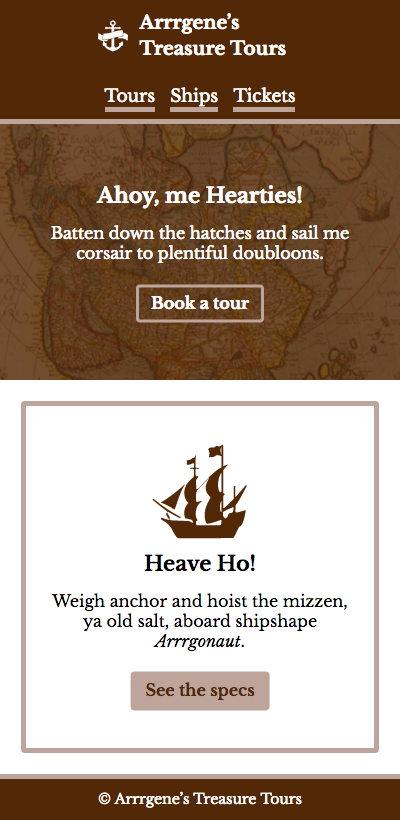 Arrrgene’s
Treasure Tours
Tours Ships Tickets
Ahoy, me Hearties!
Batten down the hatches and sail me
corsair to plentiful doubloons.
Book a tour
Heave Ho!
Weigh anchor and hoist the mizzen,
ya old salt, aboard shipshape
Arrrgonaut.
See the specs
© Arrrgene’s Treasure Tours